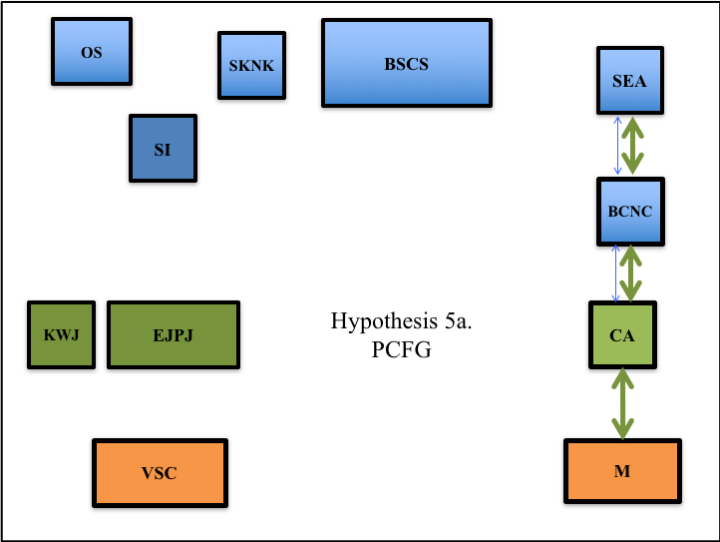 OS
SKNK
BSCS
SEA
SI
BCNC
KWJ
EJPJ
Hypothesis 5a.
PCFG
CA
VSC
M